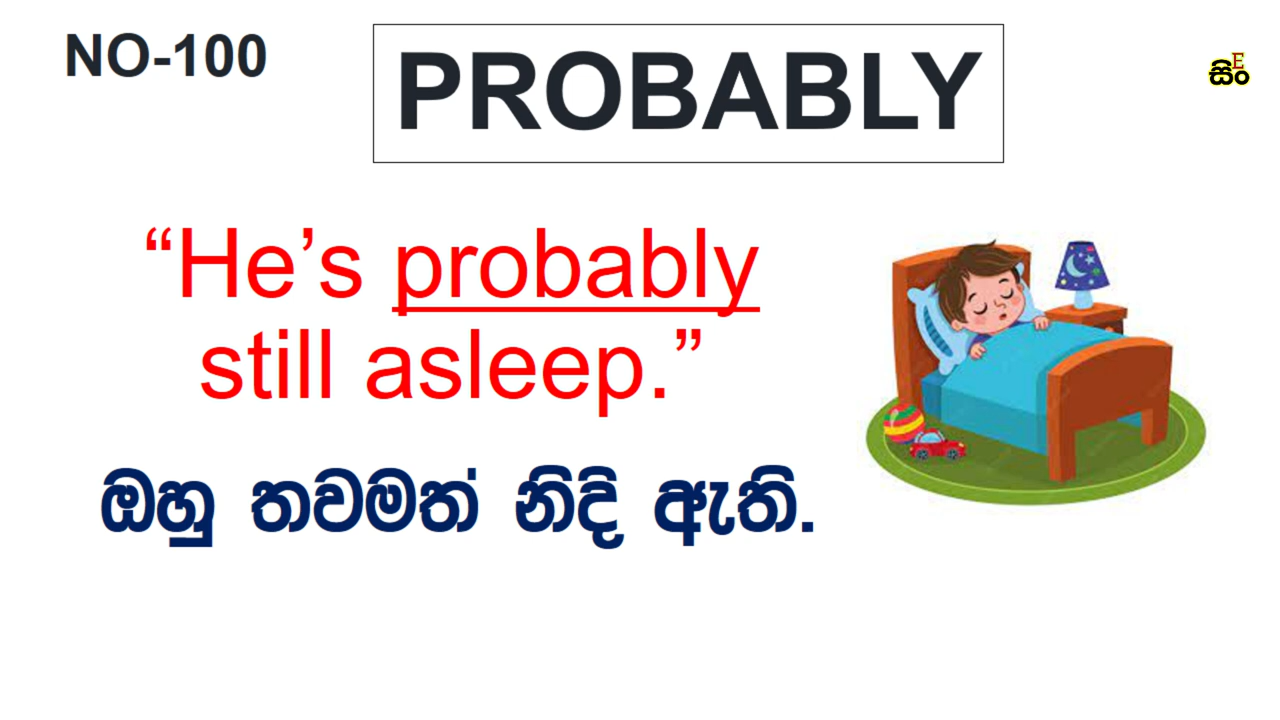 NO-100
PROBABLY
සිං
E
“He’s probably
still asleep.”
ඔහු තවමත් නිදි ඇති.